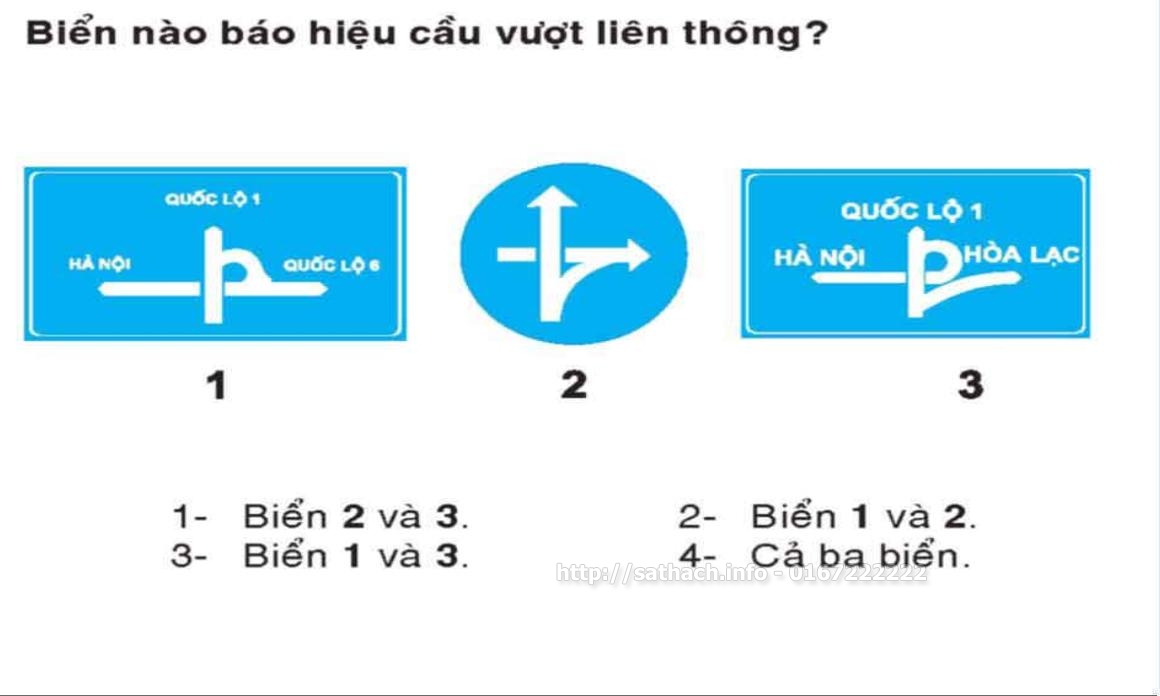 Biển nào báo hiệu cầu vượt liên thông?
QUỐC LỘ 1
HÀ NỘI
QUỐC LỘ 6
QUỐC LỘ 1
HÀ NỘI
HÒA LẠC
1
2
3
1- Biển 2 và 3.
2- Biển 1 và 2.
3- Biển 1 và 3.
4- Cả ba biển.
http://sathach.info - 0167222222